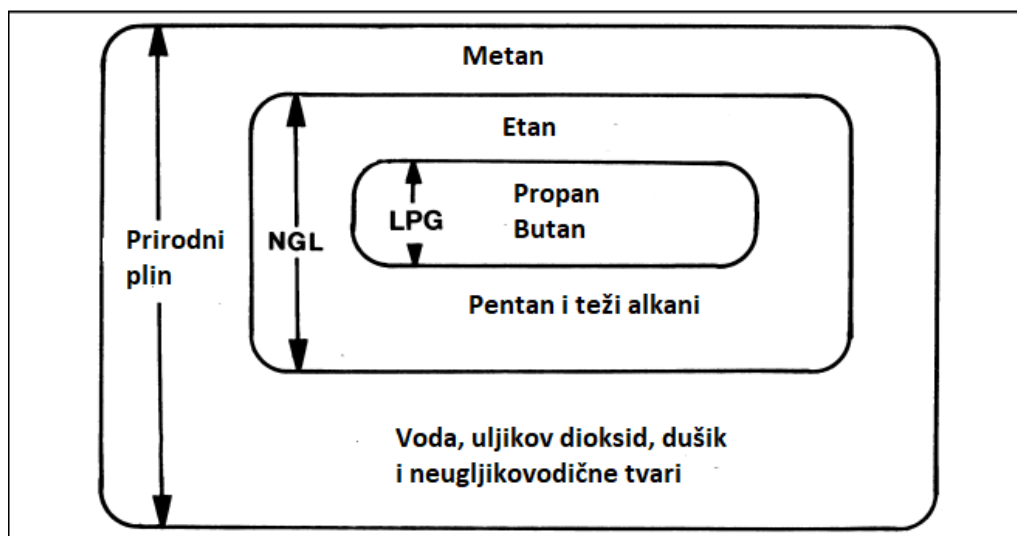 Metan
Etan
Propan
LPG
Butan
Prirodni
plin
NGL
Pentan i teži alkani
Voda, uljikov dioksid, dušik
i neugljikovodične tvari